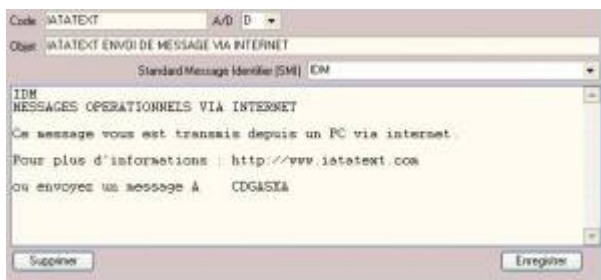 Code IATATEXT A/D D
Objet IATATEXT ENVOI DE MESSAGE VIA INTERNET
Standard Message Identifier (SMI) IDM
IDM
MESSAGES OPERATIONNELS VIA INTERNET
Ce message vous est transmis depuis un PC via internet.
Pour plus d'informations : http://www.iatatext.com
ou envoyez un message A CDGASXA
Supprimer Enregistrer